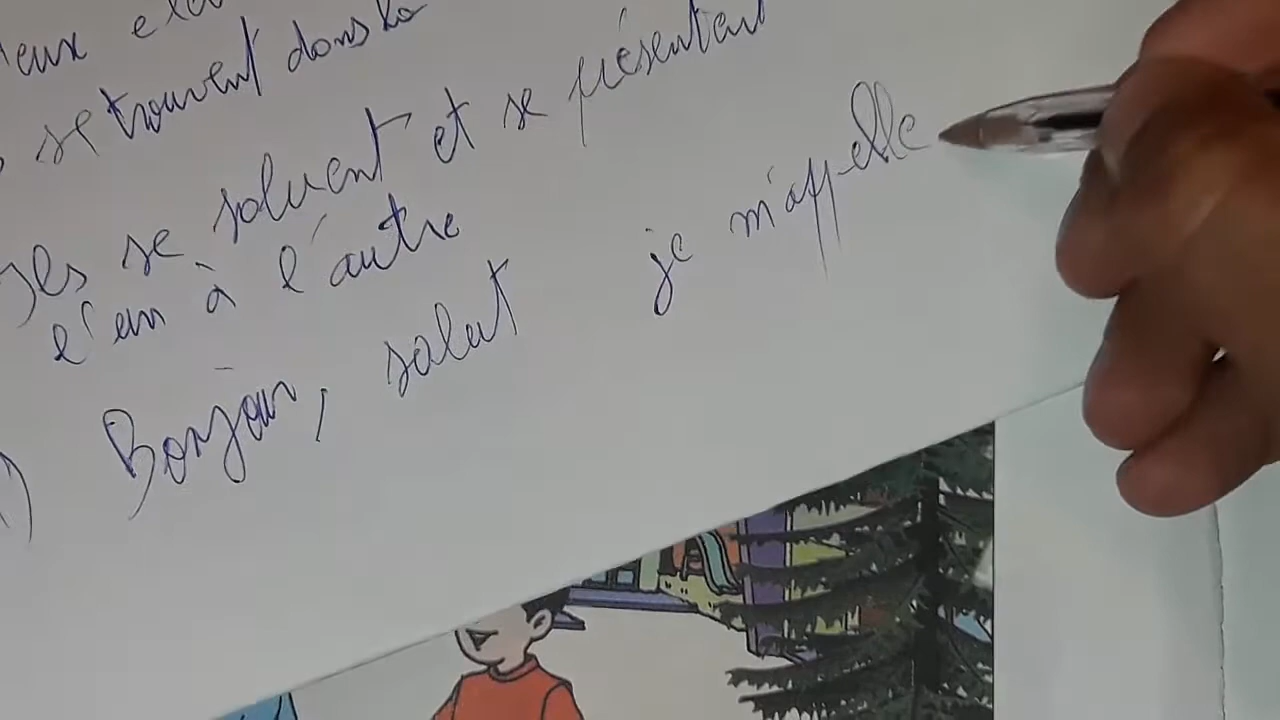 se trouvent dans la
Ils se saluent et se présentent
l'un à l'autre
Bonjour, salut je m'appelle